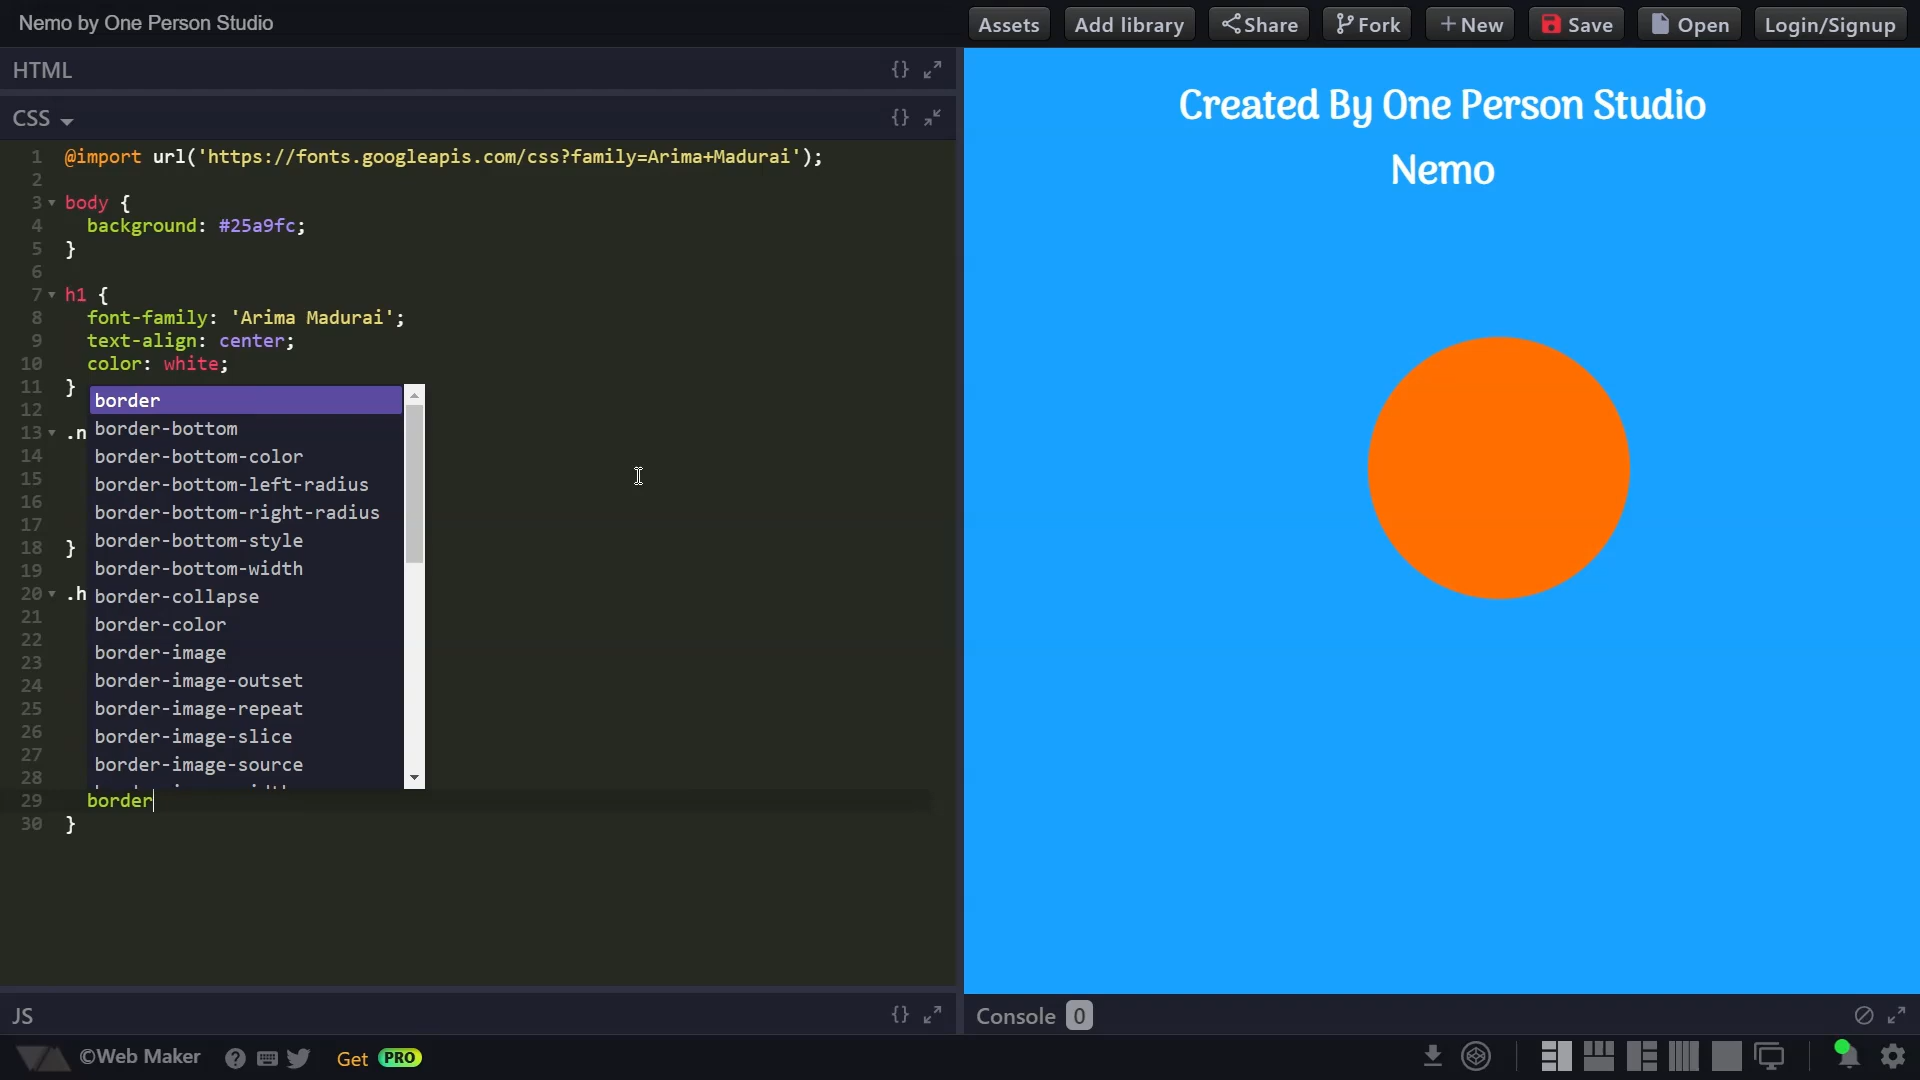 Nemo by One Person Studio
Assets
Add library
Share
Fork
New
Save
Open
Login/Signup
HTML
{}
CSS
{}
1 @import url('https://fonts.googleapis.com/css?family=Arima+Madurai');
2
3 body {
4 background: #25a9fc;
5 }
6
7 h1 {
8 font-family: 'Arima Madurai';
9 text-align: center;
10 color: white;
11 }
12
13 .n
14
15
16
17
18 }
19
20 .h
21
22
23
24
25
26
27
28
29 border
30 }
border
border-bottom
border-bottom-color
border-bottom-left-radius
border-bottom-right-radius
border-bottom-style
border-bottom-width
border-collapse
border-color
border-image
border-image-outset
border-image-repeat
border-image-slice
border-image-source
Created By One Person Studio
Nemo
JS
{}
Console 0
©Web Maker
?
Get PRO